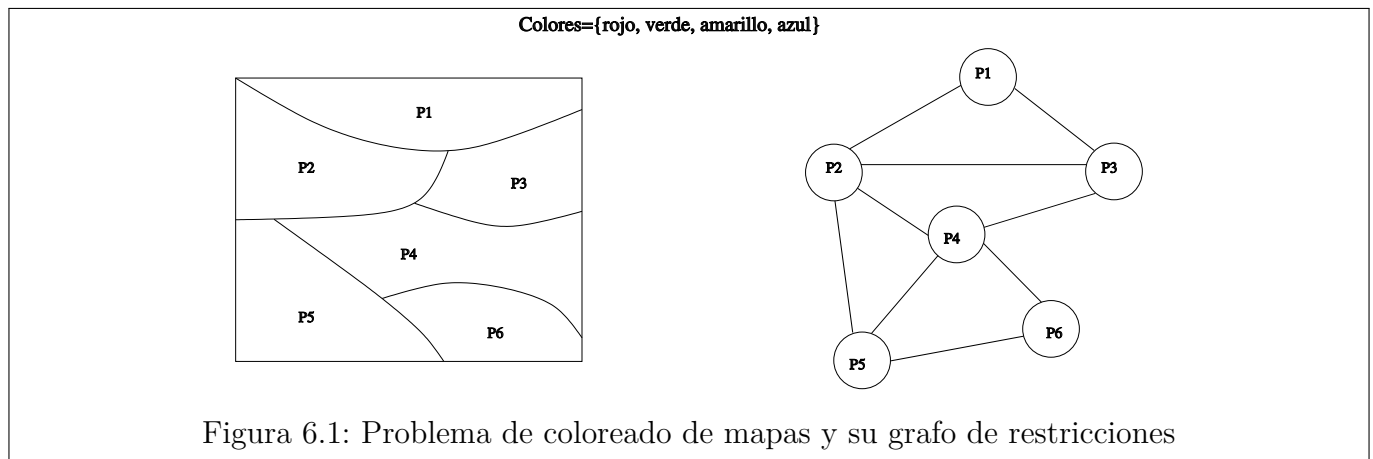 Colores={rojo, verde, amarillo, azul}
P1
P2
P3
P4
P5
P6
P1
P2
P3
P4
P6
P5
Figura 6.1: Problema de coloreado de mapas y su grafo de restricciones